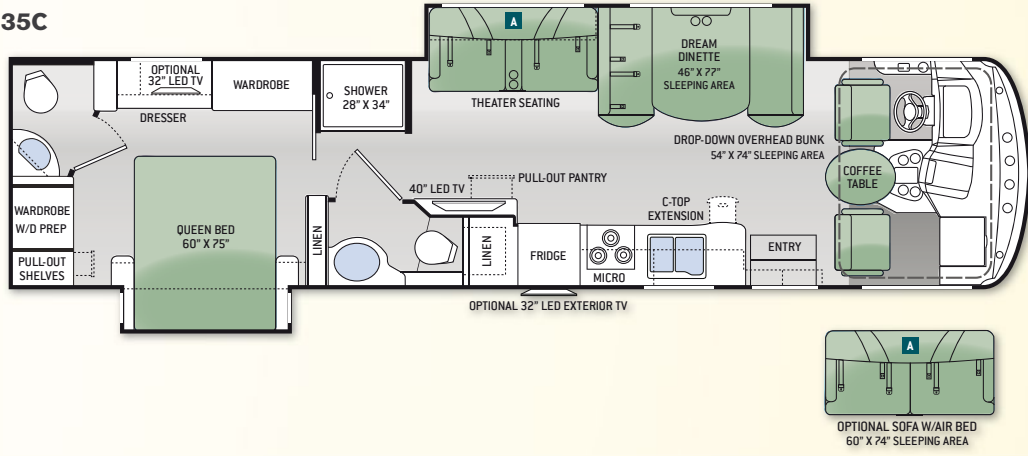 35C
OPTIONAL
32" LED TV
WARDROBE
DRESSER
SHOWER
28" X 34"
A
THEATER SEATING
DREAM
DINETTE
46" X 77"
SLEEPING AREA
DROP-DOWN OVERHEAD BUNK
54" X 74" SLEEPING AREA
COFFEE
TABLE
WARDROBE
W/D PREP
PULL-OUT
SHELVES
QUEEN BED
60" X 75"
LINEN
40" LED TV
PULL-OUT PANTRY
LINEN
FRIDGE
MICRO
C-TOP
EXTENSION
ENTRY
OPTIONAL 32" LED EXTERIOR TV
A
OPTIONAL SOFA W/AIR BED
60" X 74" SLEEPING AREA